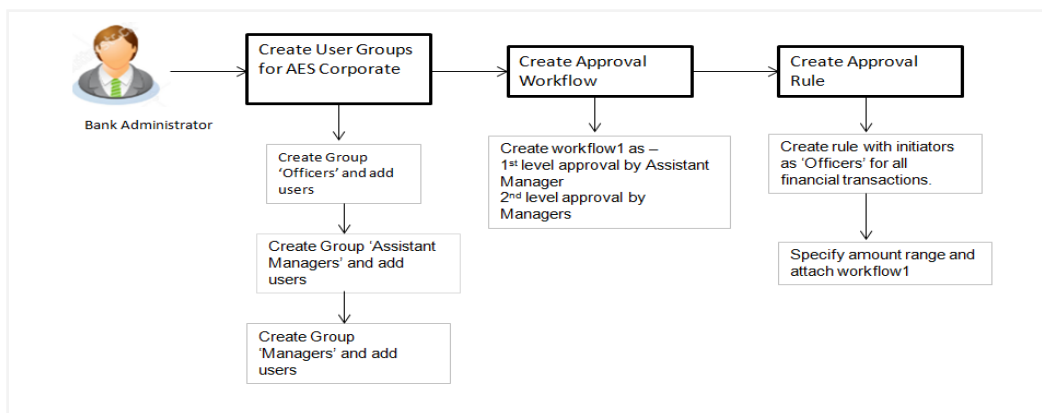 Create User Groups
for AES Corporate
Create Approval
Workflow
Create Approval
Rule
Bank Administrator
Create Group
‘Officers’ and add
users
Create Group ‘Assistant
Managers’ and add
users
Create Group
‘Managers’ and add
users
Create workflow1 as –
1st level approval by Assistant
Manager
2nd level approval by
Managers
Create rule with initiators
as ‘Officers’ for all
financial transactions.
Specify amount range and
attach workflow1